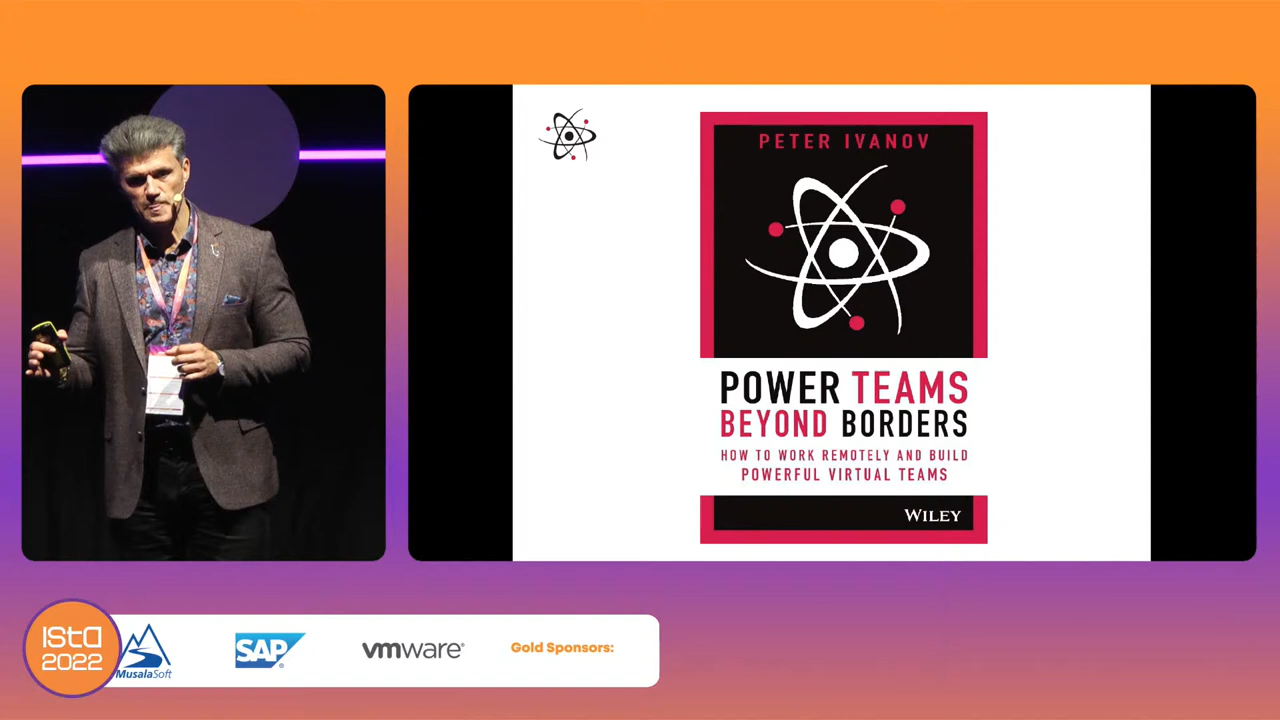 PETER IVANOV
POWER TEAMS
BEYOND BORDERS
HOW TO WORK REMOTELY AND BUILD
POWERFUL VIRTUAL TEAMS
WILEY
ista
2022
MusalaSoft
SAP
vmware
Gold Sponsors: